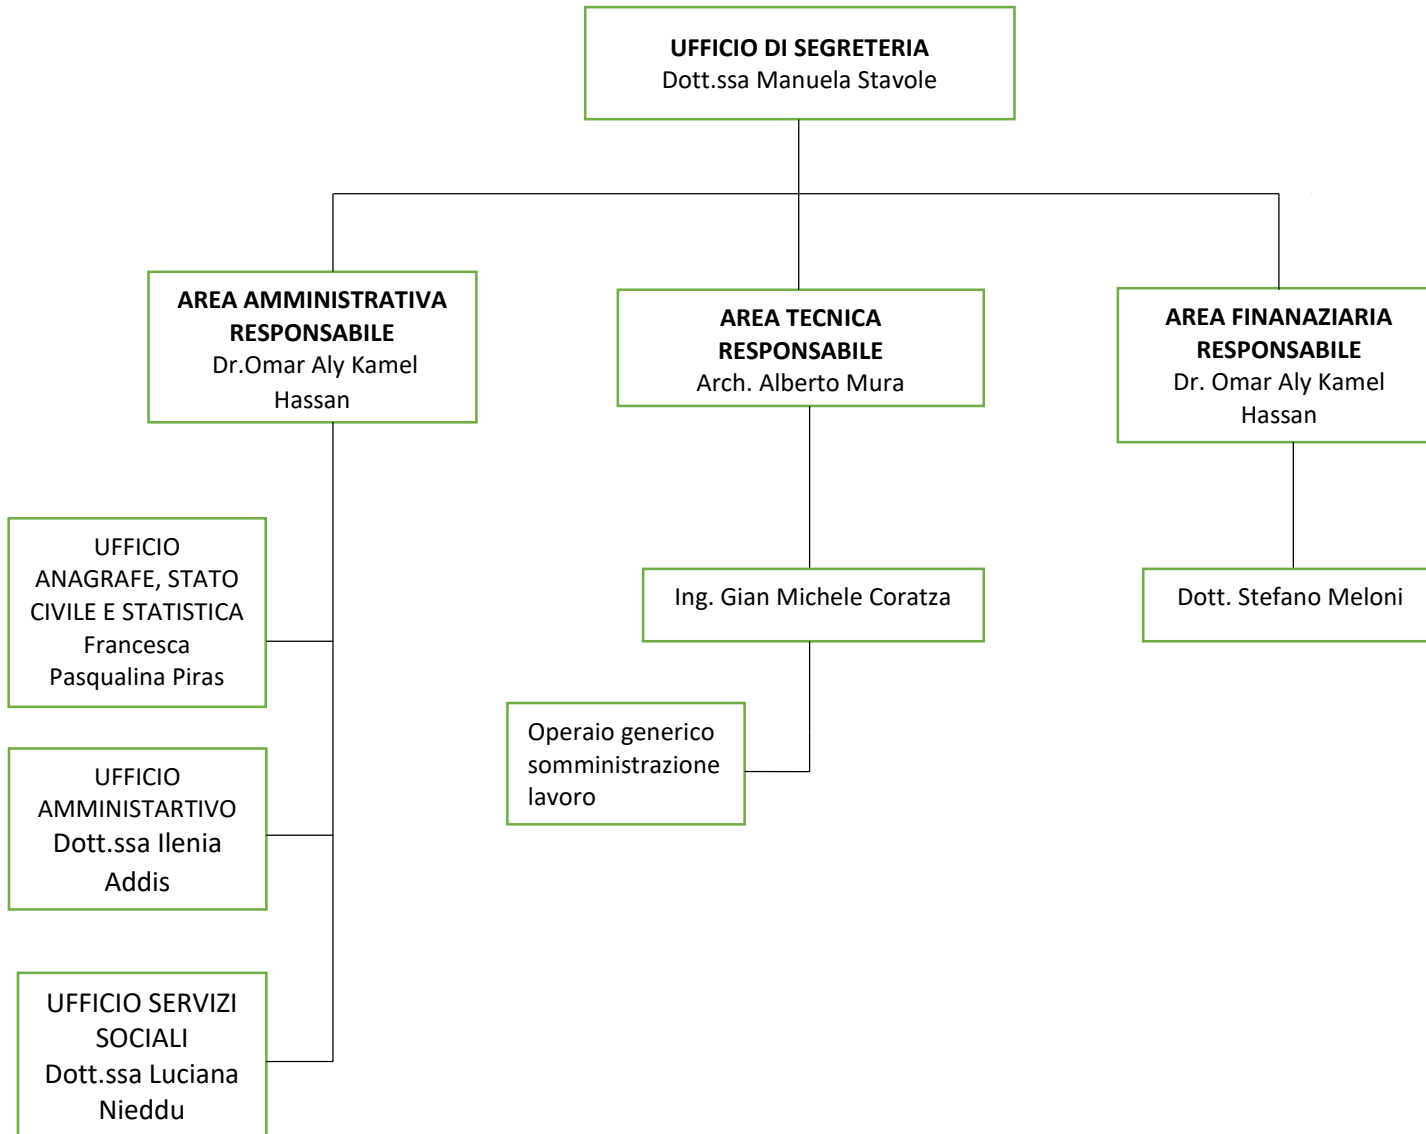 UFFICIO DI SEGRETERIA
Dott.ssa Manuela Stavole
AREA AMMINISTRATIVA
RESPONSABILE
Dr.Omar Aly Kamel
Hassan
AREA TECNICA
RESPONSABILE
Arch. Alberto Mura
AREA FINANAZIARIA
RESPONSABILE
Dr. Omar Aly Kamel
Hassan
UFFICIO
ANAGRAFE, STATO
CIVILE E STATISTICA
Francesca
Pasqualina Piras
Ing. Gian Michele Coratza
Dott. Stefano Meloni
Operaio generico
somministrazione
lavoro
UFFICIO
AMMINISTARTIVO
Dott.ssa Ilenia
Addis
UFFICIO SERVIZI
SOCIALI
Dott.ssa Luciana
Nieddu